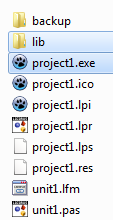 backup
lib
project1.exe
project1.ico
project1.lpi
project1.lpr
project1.lps
project1.res
unit1.lfm
unit1.pas